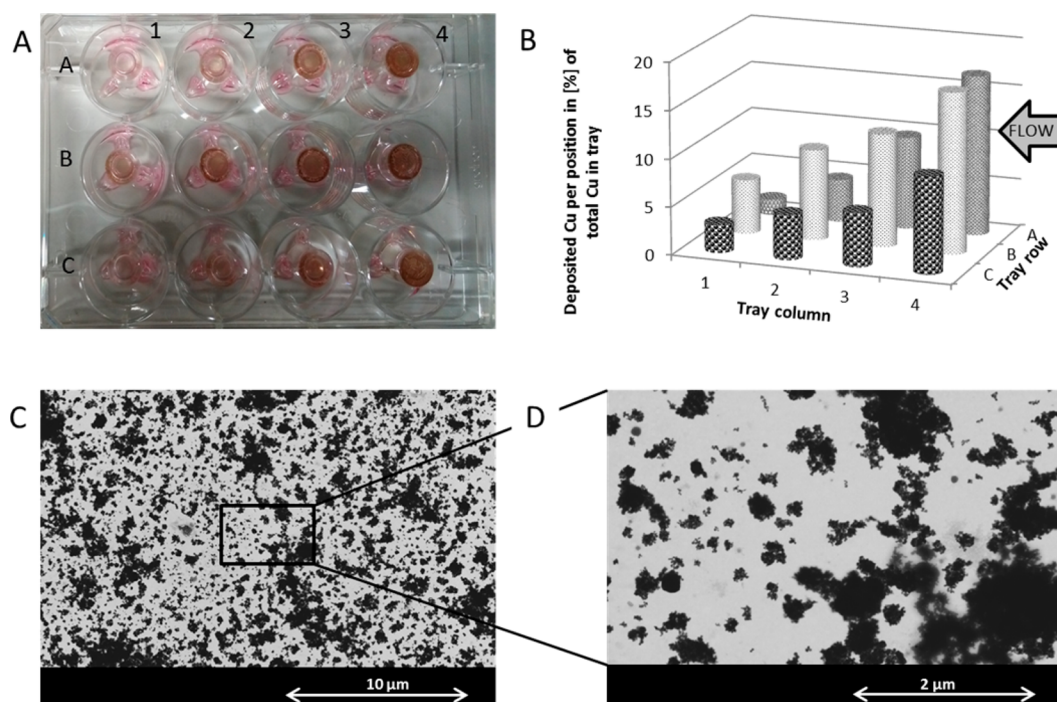 A
1 2 3 4
A
B
C
B
Deposited Cu per position in [%] of
total Cu in tray
20
15
10
5
0
1 2 3 4
Tray column
A
B
C
Tray row
FLOW
C
10 µm
D
2 µm